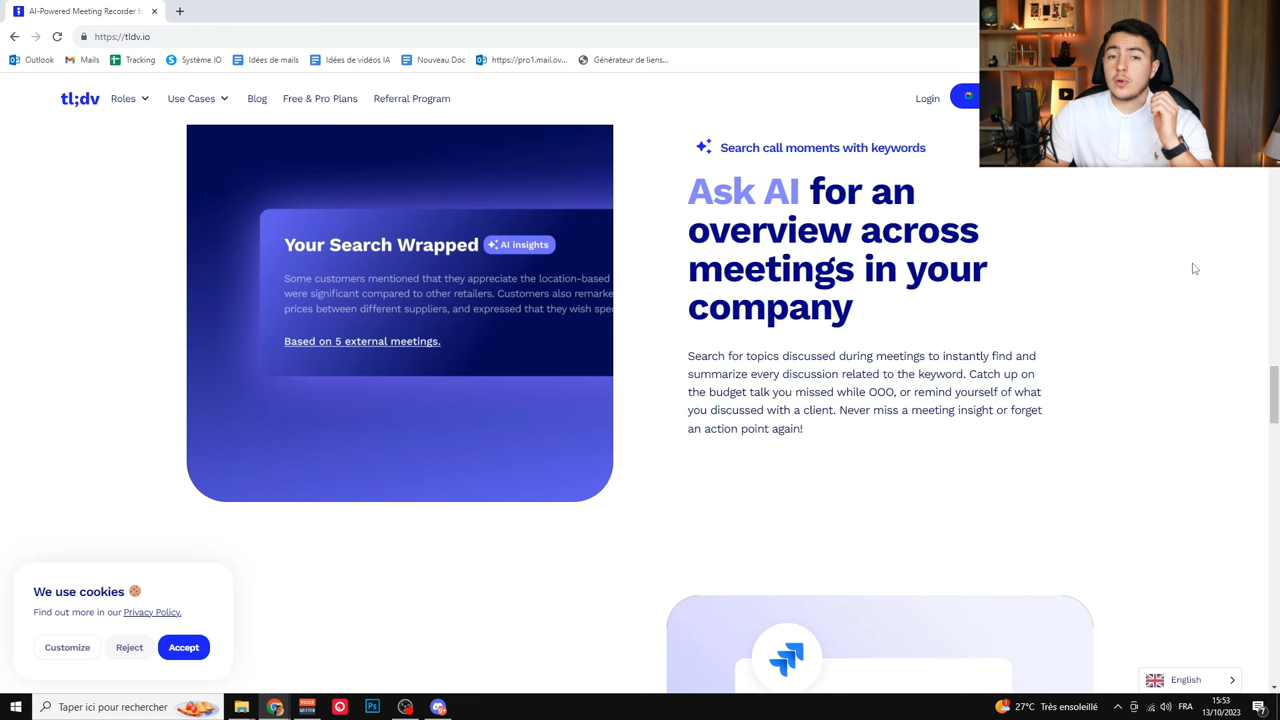 AI-Powered Meeting Recorder f
https://tldv.io
Outlook
Mails
Tracking
Système IO
Idées de mails
Idées de vidéos IA
Nouveau Doc
https://pro1.mail.ov...
Générateur de liens...
tl;dv
Roles
Use Cases
Blog
Free & Pro Plans
Referral Program
Login
Your Search Wrapped
AI insights
Some customers mentioned that they appreciate the location-based
were significant compared to other retailers. Customers also remarke
prices between different suppliers, and expressed that they wish spe
Based on 5 external meetings.
Search call moments with keywords
Ask AI for an
overview across
meetings in your
company
Search for topics discussed during meetings to instantly find and
summarize every discussion related to the keyword. Catch up on
the budget talk you missed while OOO, or remind yourself of what
you discussed with a client. Never miss a meeting insight or forget
an action point again!
We use cookies
Find out more in our Privacy Policy.
Customize
Reject
Accept
English
Taper ici pour rechercher
Ps
27°C Très ensoleillé
FRA
15:53
13/10/2023